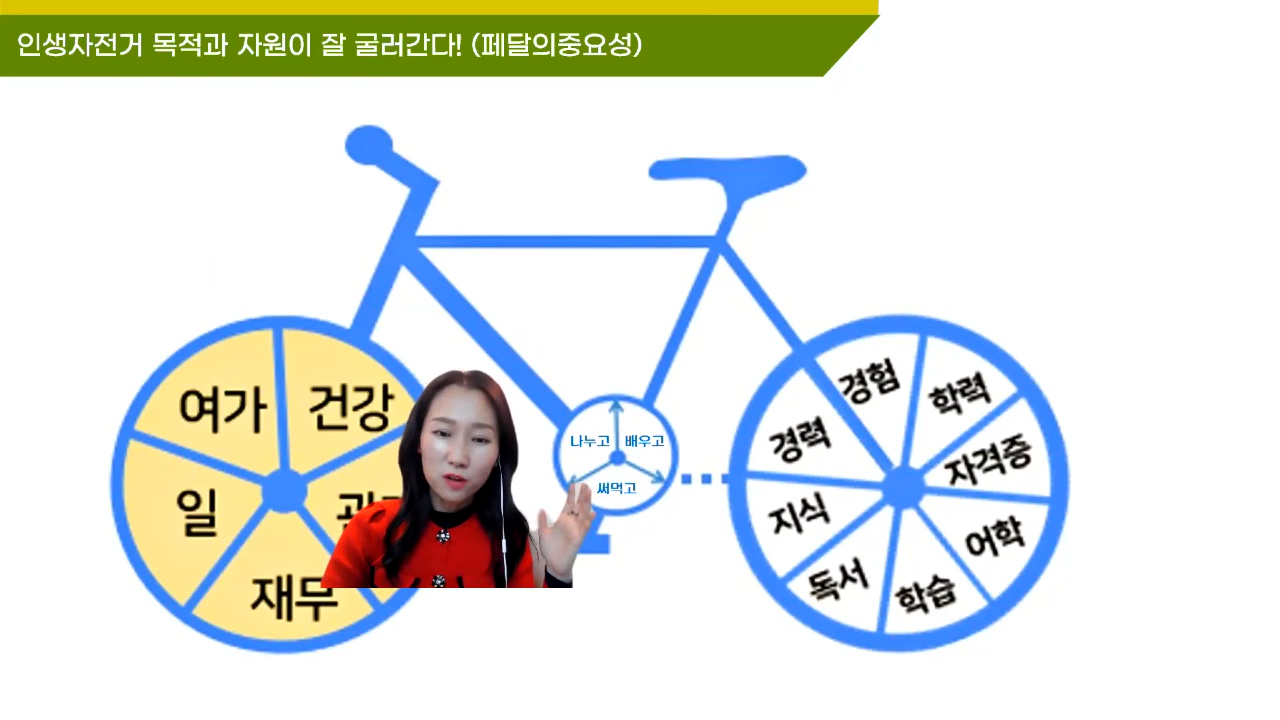 인생자전거 목적과 자원이 잘 굴러간다! (페달의중요성)
여가
건강
일
재무
나누고
배우고
써먹고
경험
학력
경력
자격증
지식
어학
독서
학습